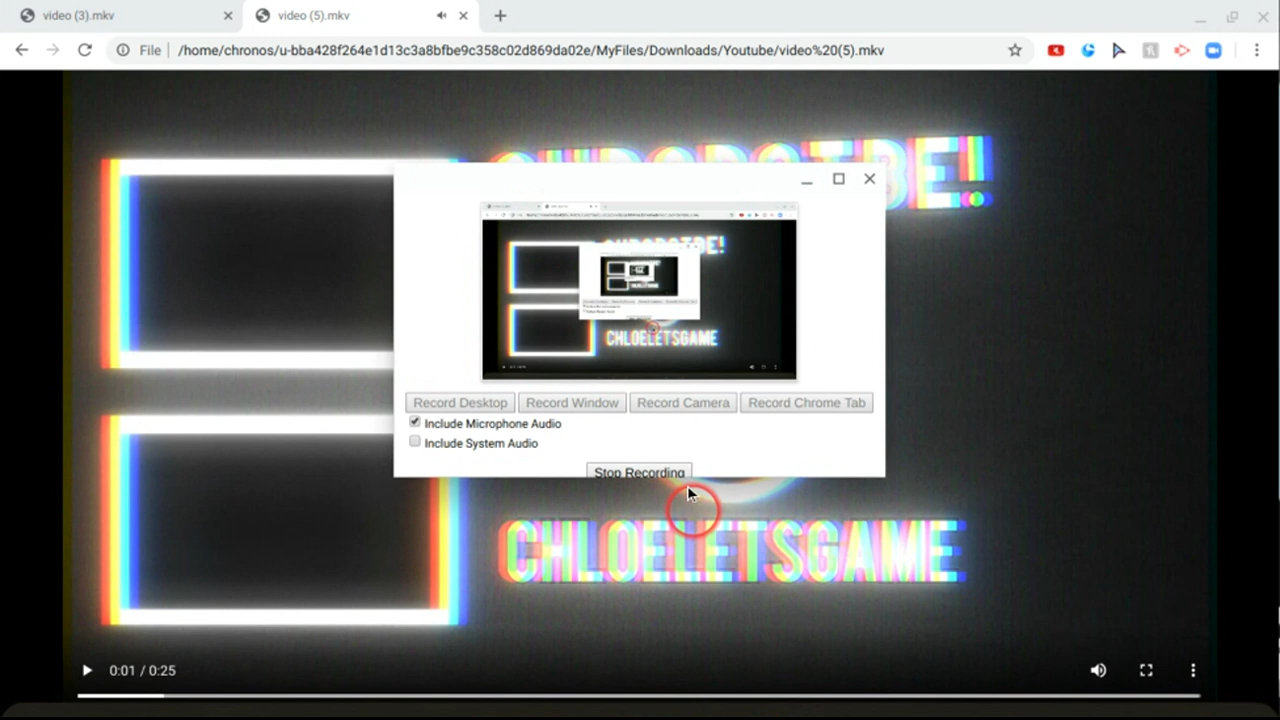 video (3).mkv
video (5).mkv
File
/home/chronos/u-bba428f264e1d13c3a8bfbe9c358c02d869da02e/MyFiles/Downloads/Youtube/video%20(5).mkv
CHLOELETSGAME
Record Desktop
Record Window
Record Camera
Record Chrome Tab
Include Microphone Audio
Include System Audio
Stop Recording
CHLOELETSGAME
0:01 / 0:25